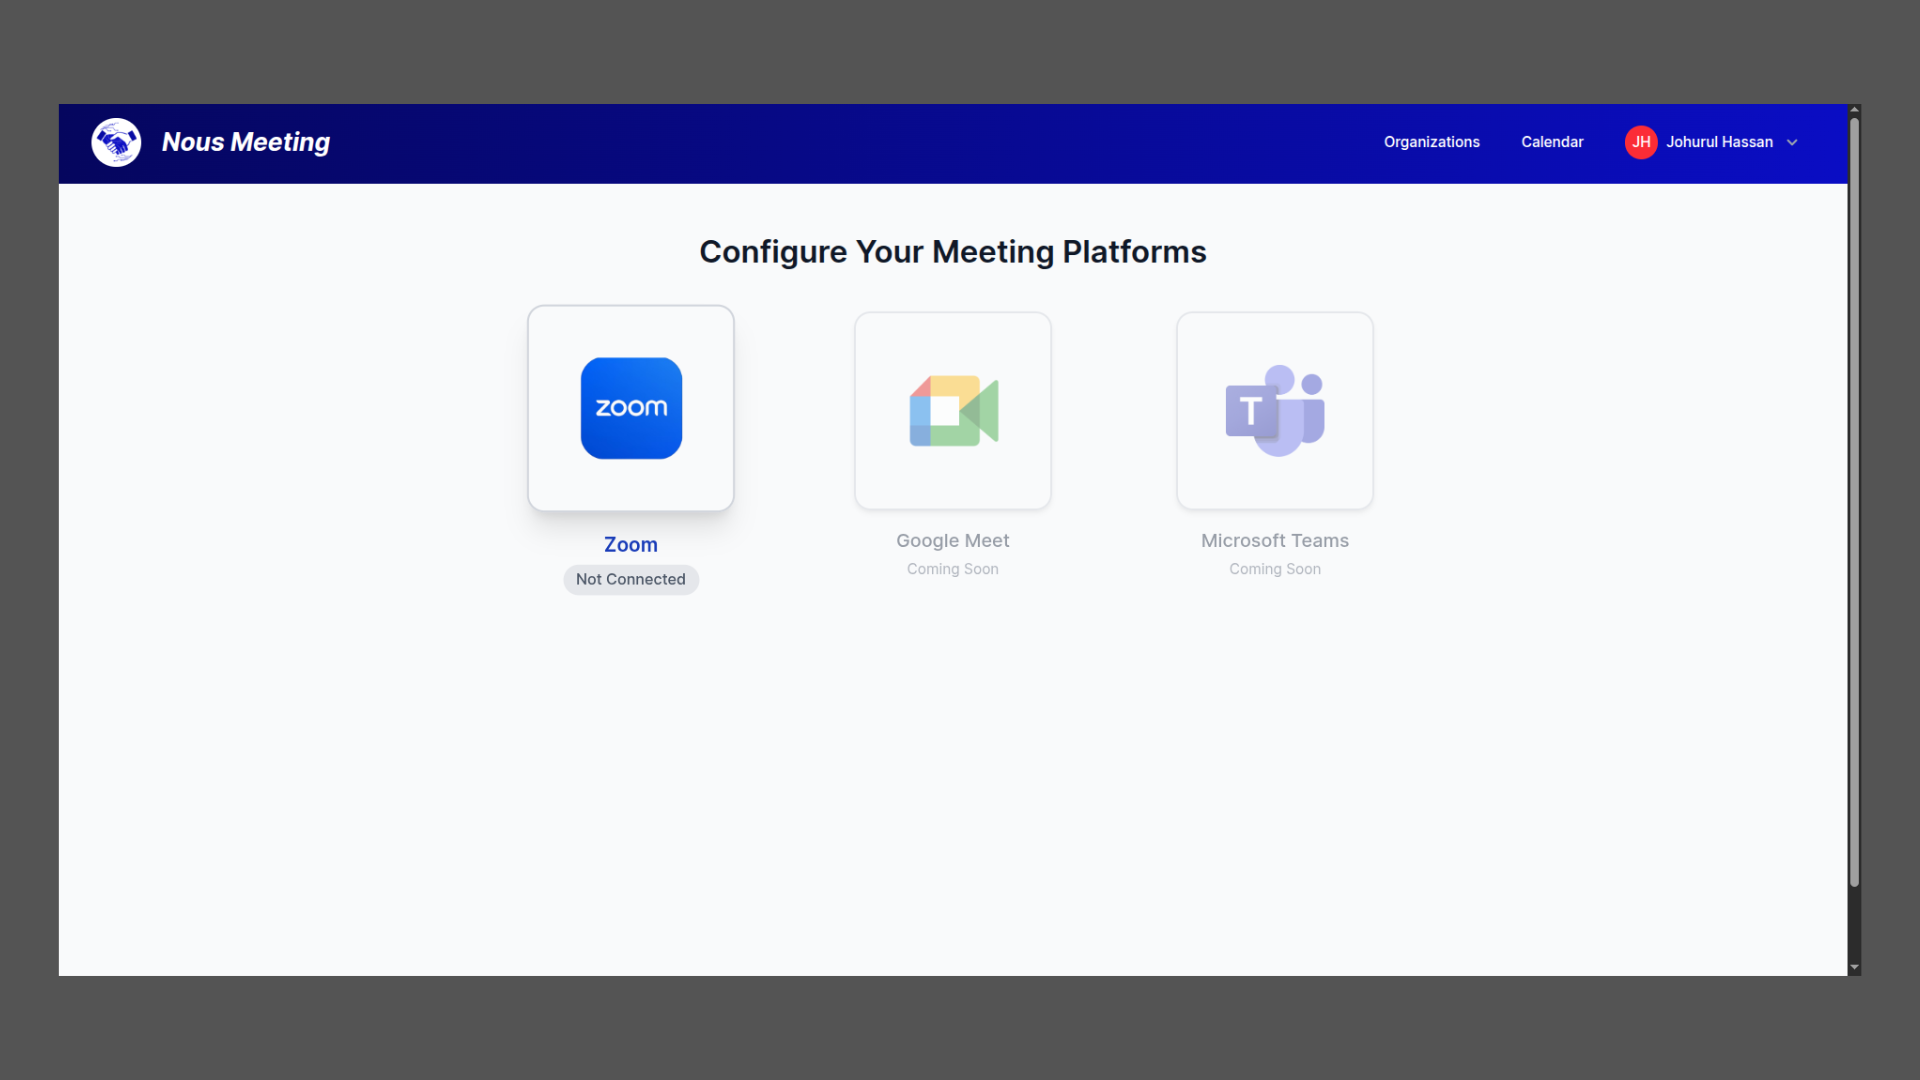 Nous Meeting
Organizations
Calendar
JH
Johurul Hassan
Configure Your Meeting Platforms
zoom
T
Zoom
Google Meet
Microsoft Teams
Not Connected
Coming Soon
Coming Soon